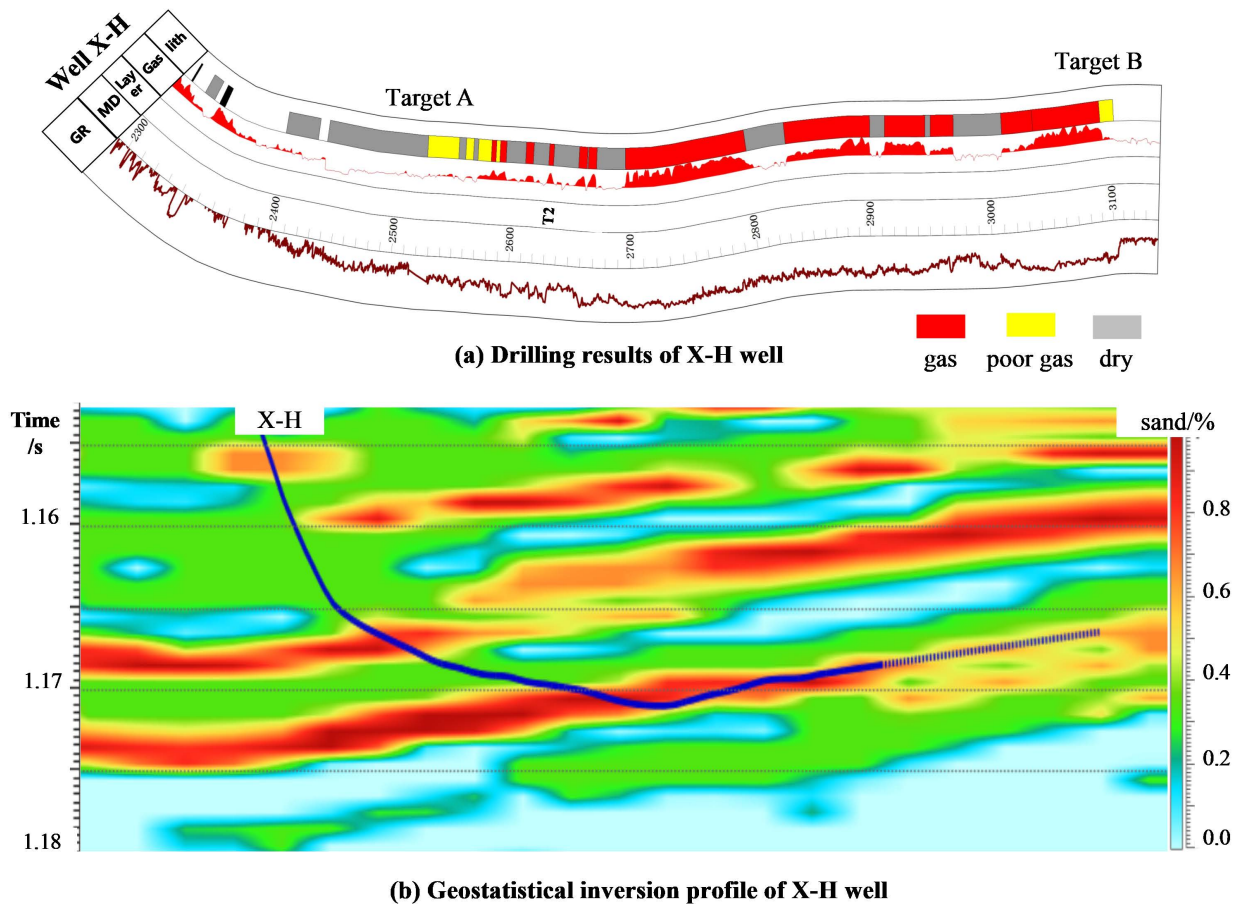 Well X-H
GR
MD
Lay
er
Gas
lith
Target A
Target B
2300
2400
2500
2600
T2
2700
2800
2900
3000
3100
gas
poor gas
dry
(a) Drilling results of X-H well
Time
/s
X-H
sand/%
1.16
1.17
1.18
0.8
0.6
0.4
0.2
0.0
(b) Geostatistical inversion profile of X-H well